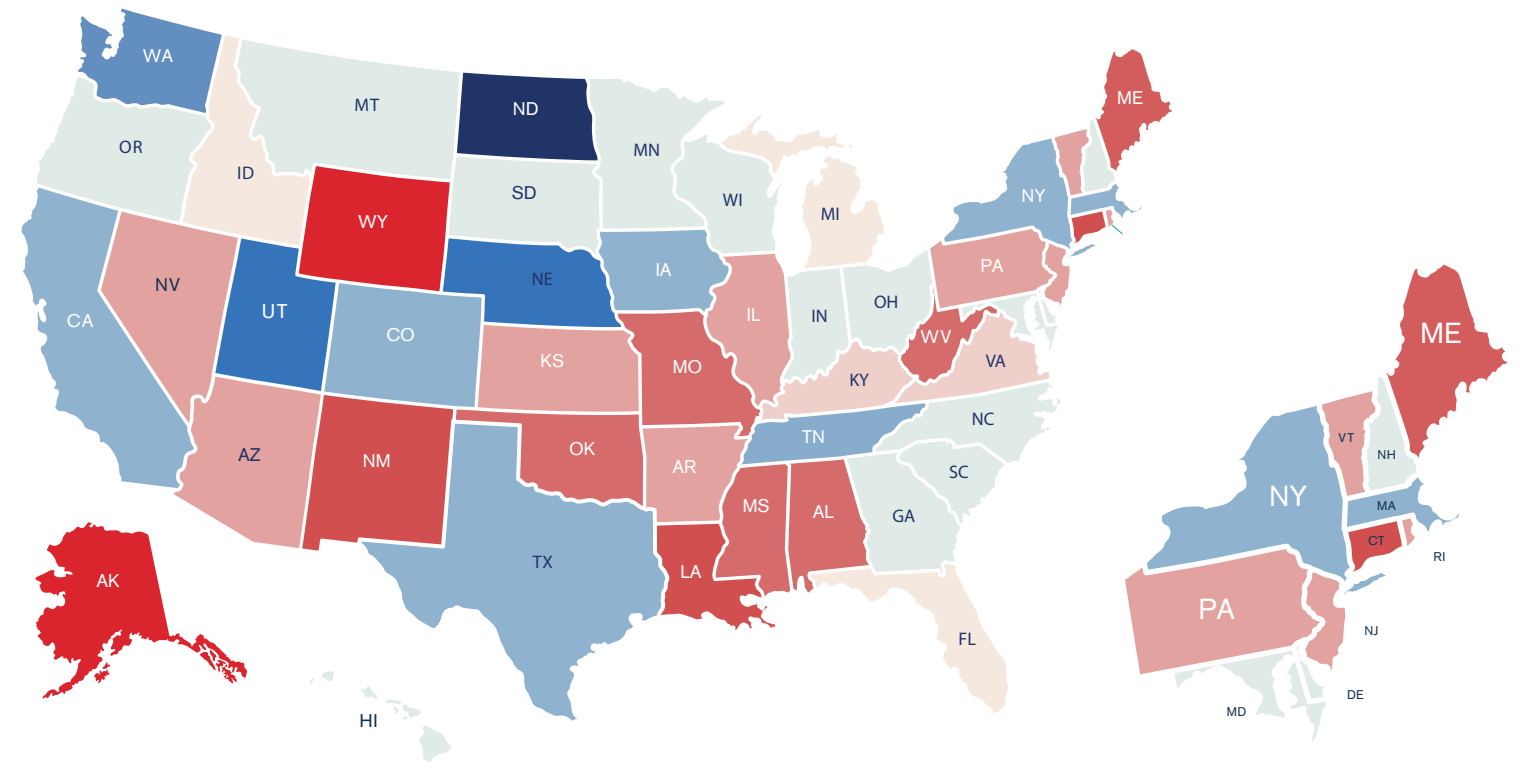 WA
MT
ND
ME
OR
ID
MN
SD
WI
NY
WY
MI
NV
UT
NE
IA
PA
CA
CO
IL
IN
OH
KS
MO
WV
KY
VA
AZ
NM
OK
AR
TN
NC
SC
MS
AL
GA
TX
LA
FL
AK
HI
ME
VT
NH
NY
MA
CT
RI
PA
NJ
DE
MD